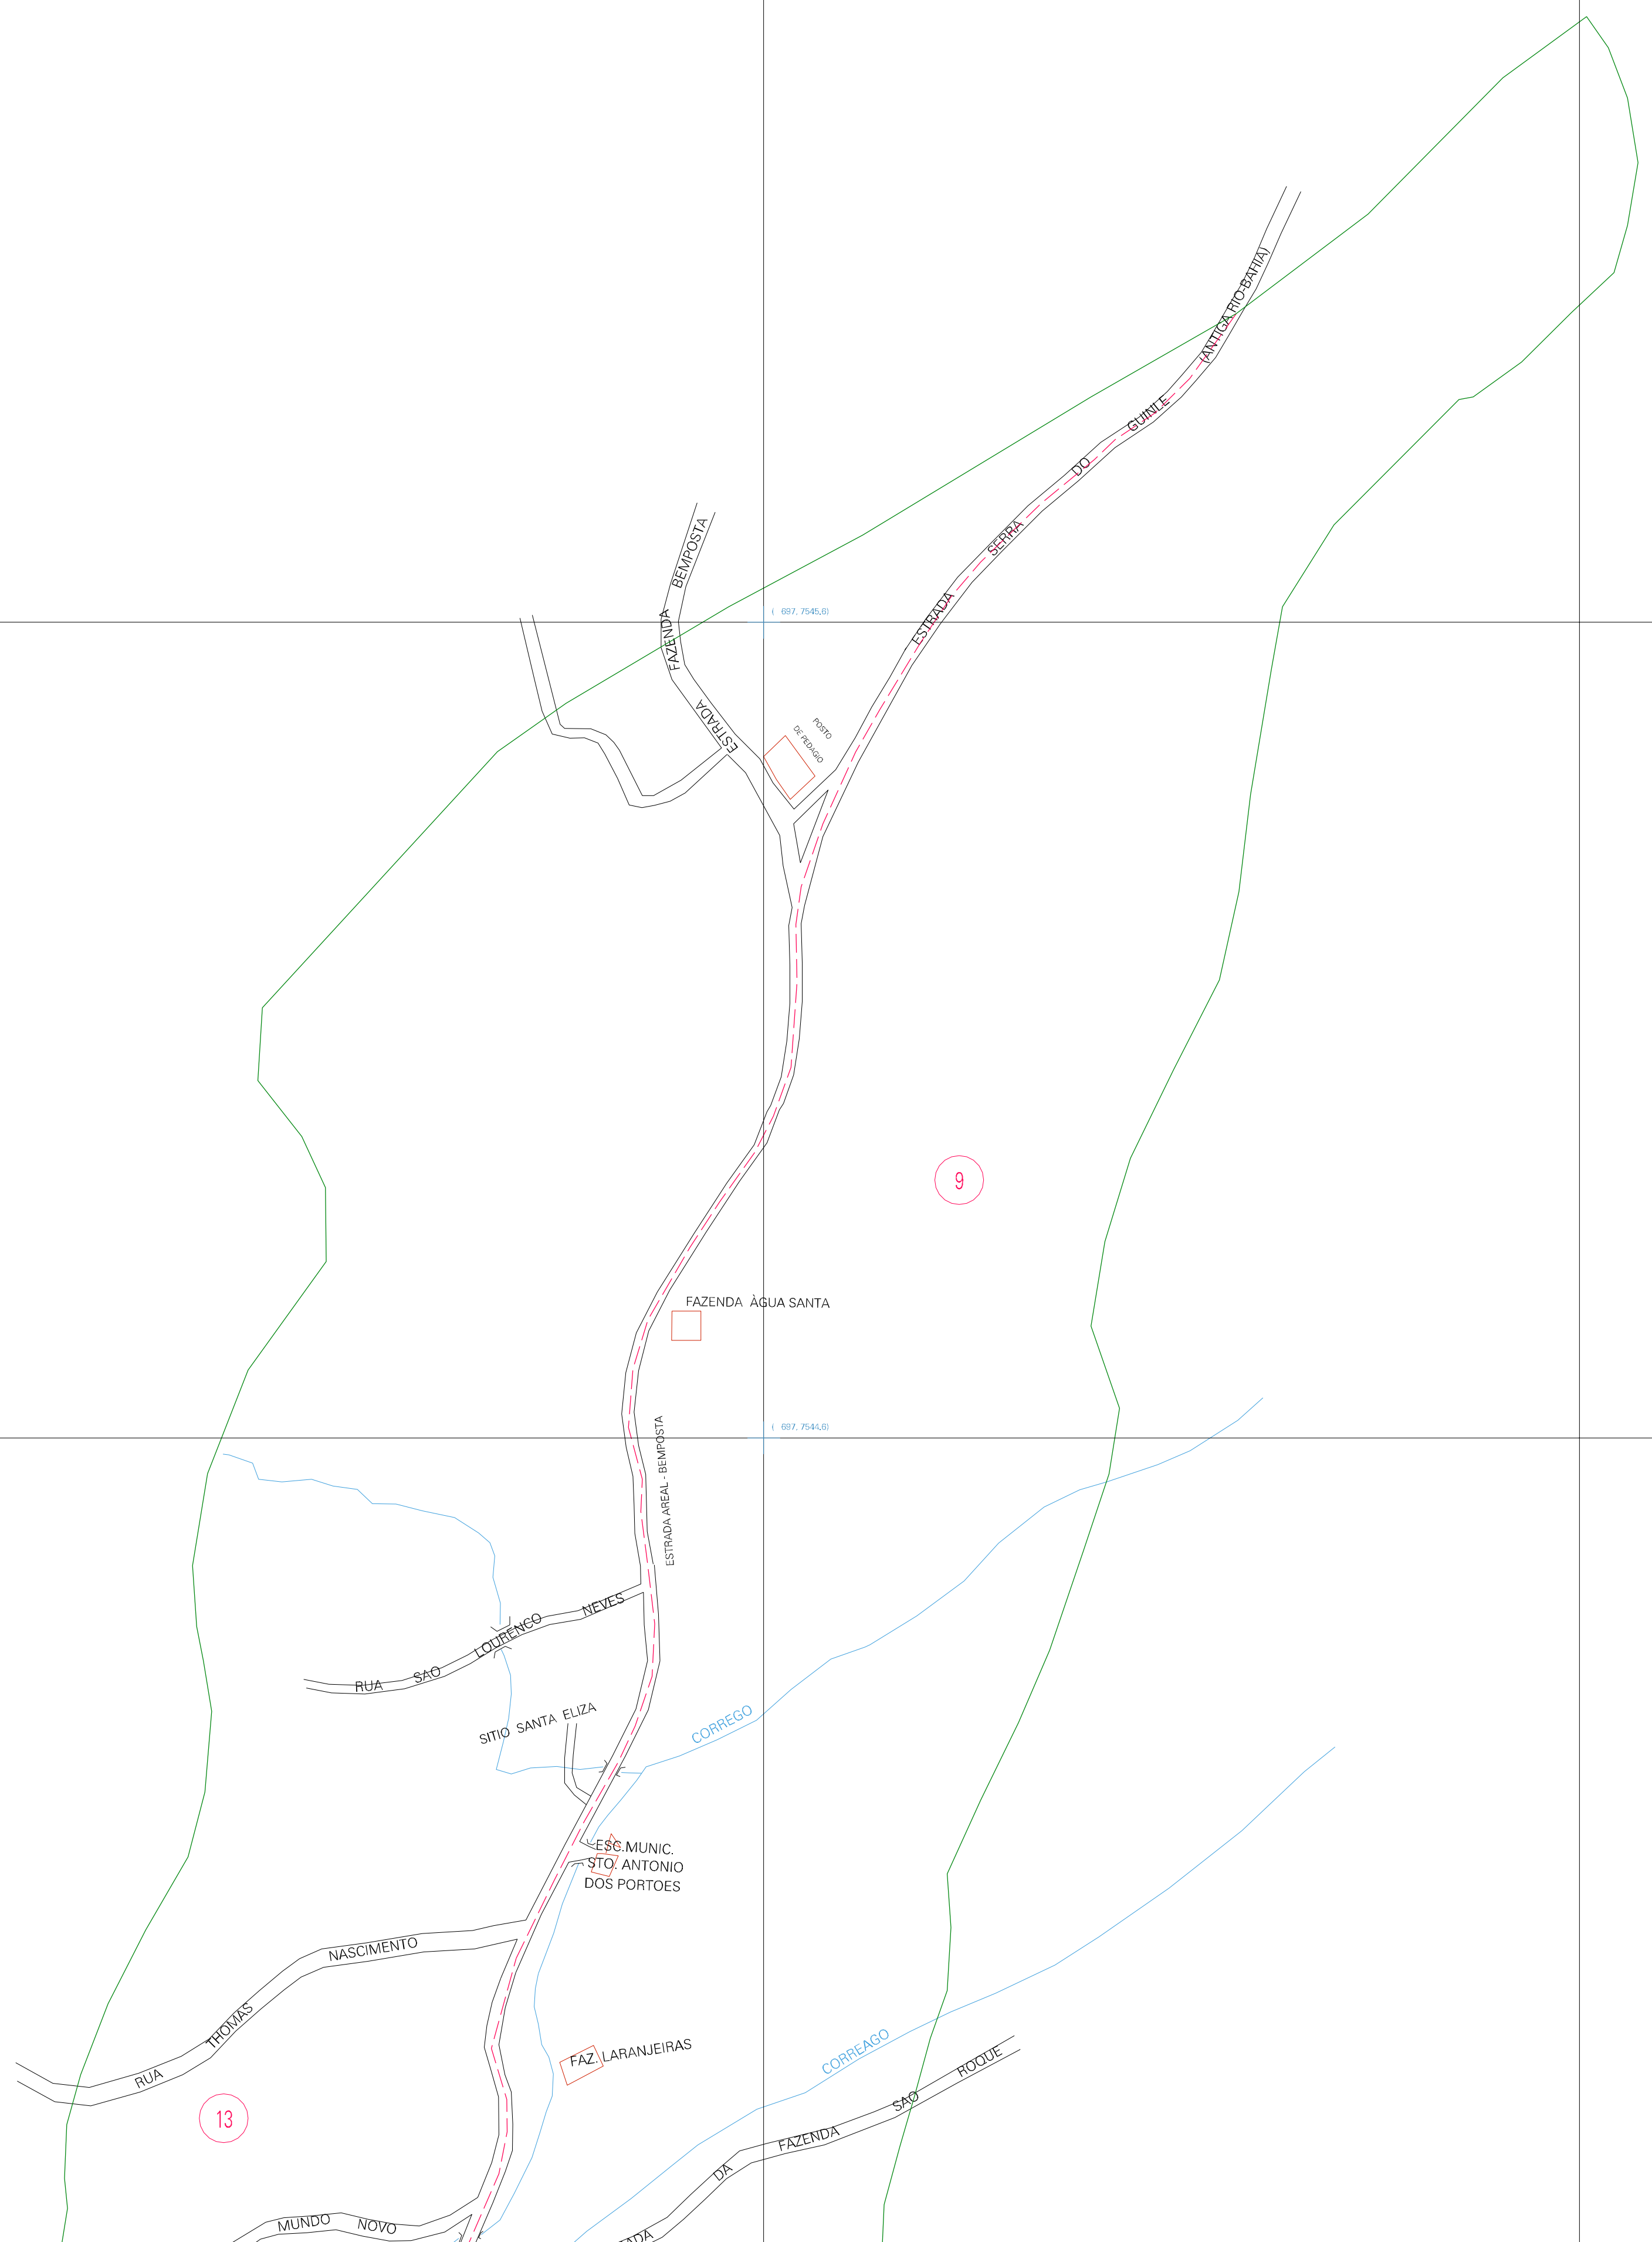 (ANTIGA RIO-BAHIA)
ESTRADA SERRA DO GUINLE
ESTRADA FAZENDA BEMPOSTA
( 697, 7545,6)
POSTO
DE PEDAGIO
9
FAZENDA ÀGUA SANTA
( 697, 7544,6)
ESTRADA AREAL - BEMPOSTA
RUA SAO LOURENCO NEVES
SITIO SANTA ELIZA
CORREGO
ESC.MUNIC.
STO. ANTONIO
DOS PORTOES
RUA THOMAS NASCIMENTO
FAZ. LARANJEIRAS
CORREAGO
13
ADA DA FAZENDA SAO ROQUE
MUNDO NOVO